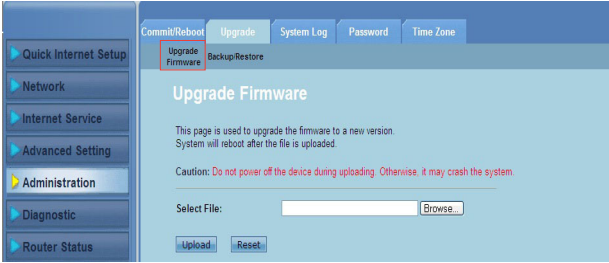 Commit/Reboot Upgrade System Log Password Time Zone
Upgrade Firmware Backup/Restore
Quick Internet Setup
Network
Internet Service
Advanced Setting
Administration
Diagnostic
Router Status
Upgrade Firmware
This page is used to upgrade the firmware to a new version.
System will reboot after the file is uploaded.
Caution: Do not power off the device during uploading. Otherwise, it may crash the system.
Select File: Browse...
Upload Reset